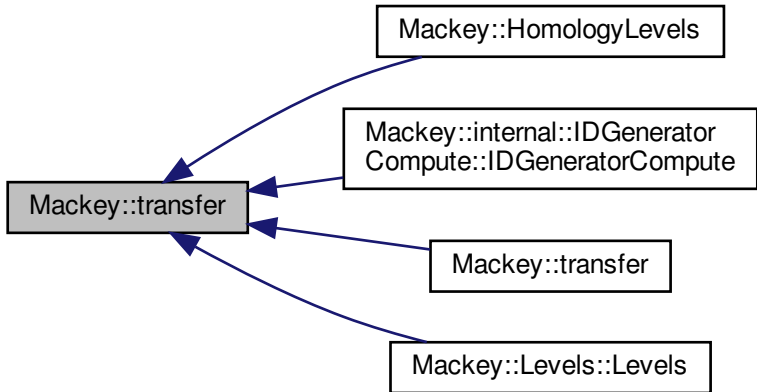 Mackey::HomologyLevels
Mackey::internal::IDGenerator
Compute::IDGeneratorCompute
Mackey::transfer
Mackey::transfer
Mackey::Levels::Levels